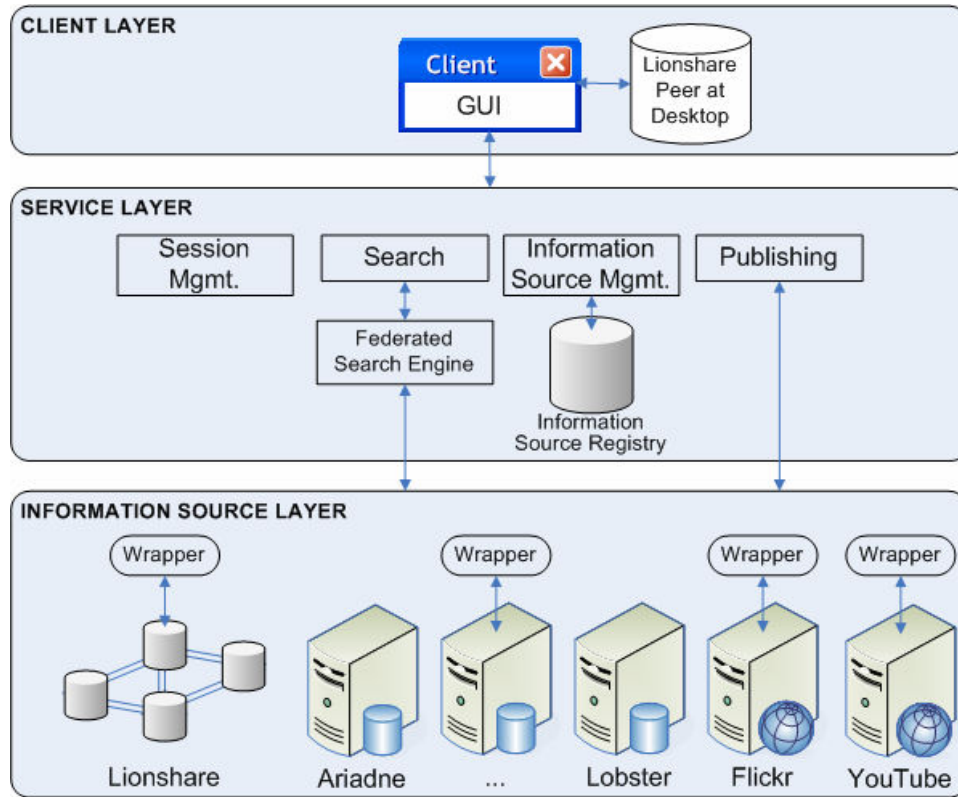 CLIENT LAYER
Client
GUI
Lionshare
Peer at
Desktop
SERVICE LAYER
Session
Mgmt.
Search
Information
Source Mgmt.
Publishing
Federated
Search Engine
Information
Source Registry
INFORMATION SOURCE LAYER
Wrapper
Wrapper
Wrapper
Wrapper
Lionshare
Ariadne
...
Lobster
Flickr
YouTube